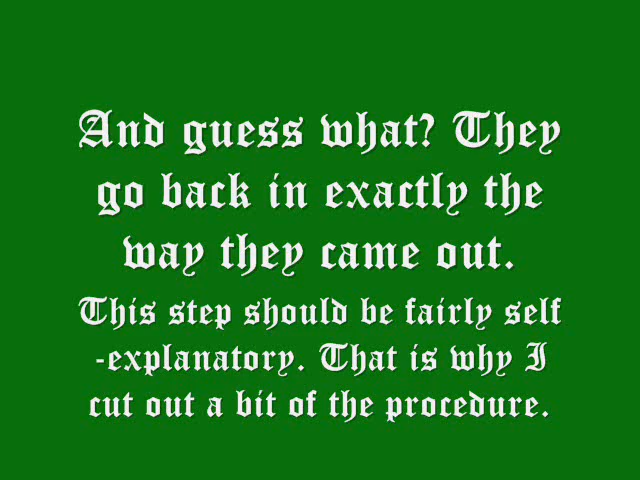 And guess what? They
go back in exactly the
way they came out.
This step should be fairly self
-explanatory. That is why I
cut out a bit of the procedure.